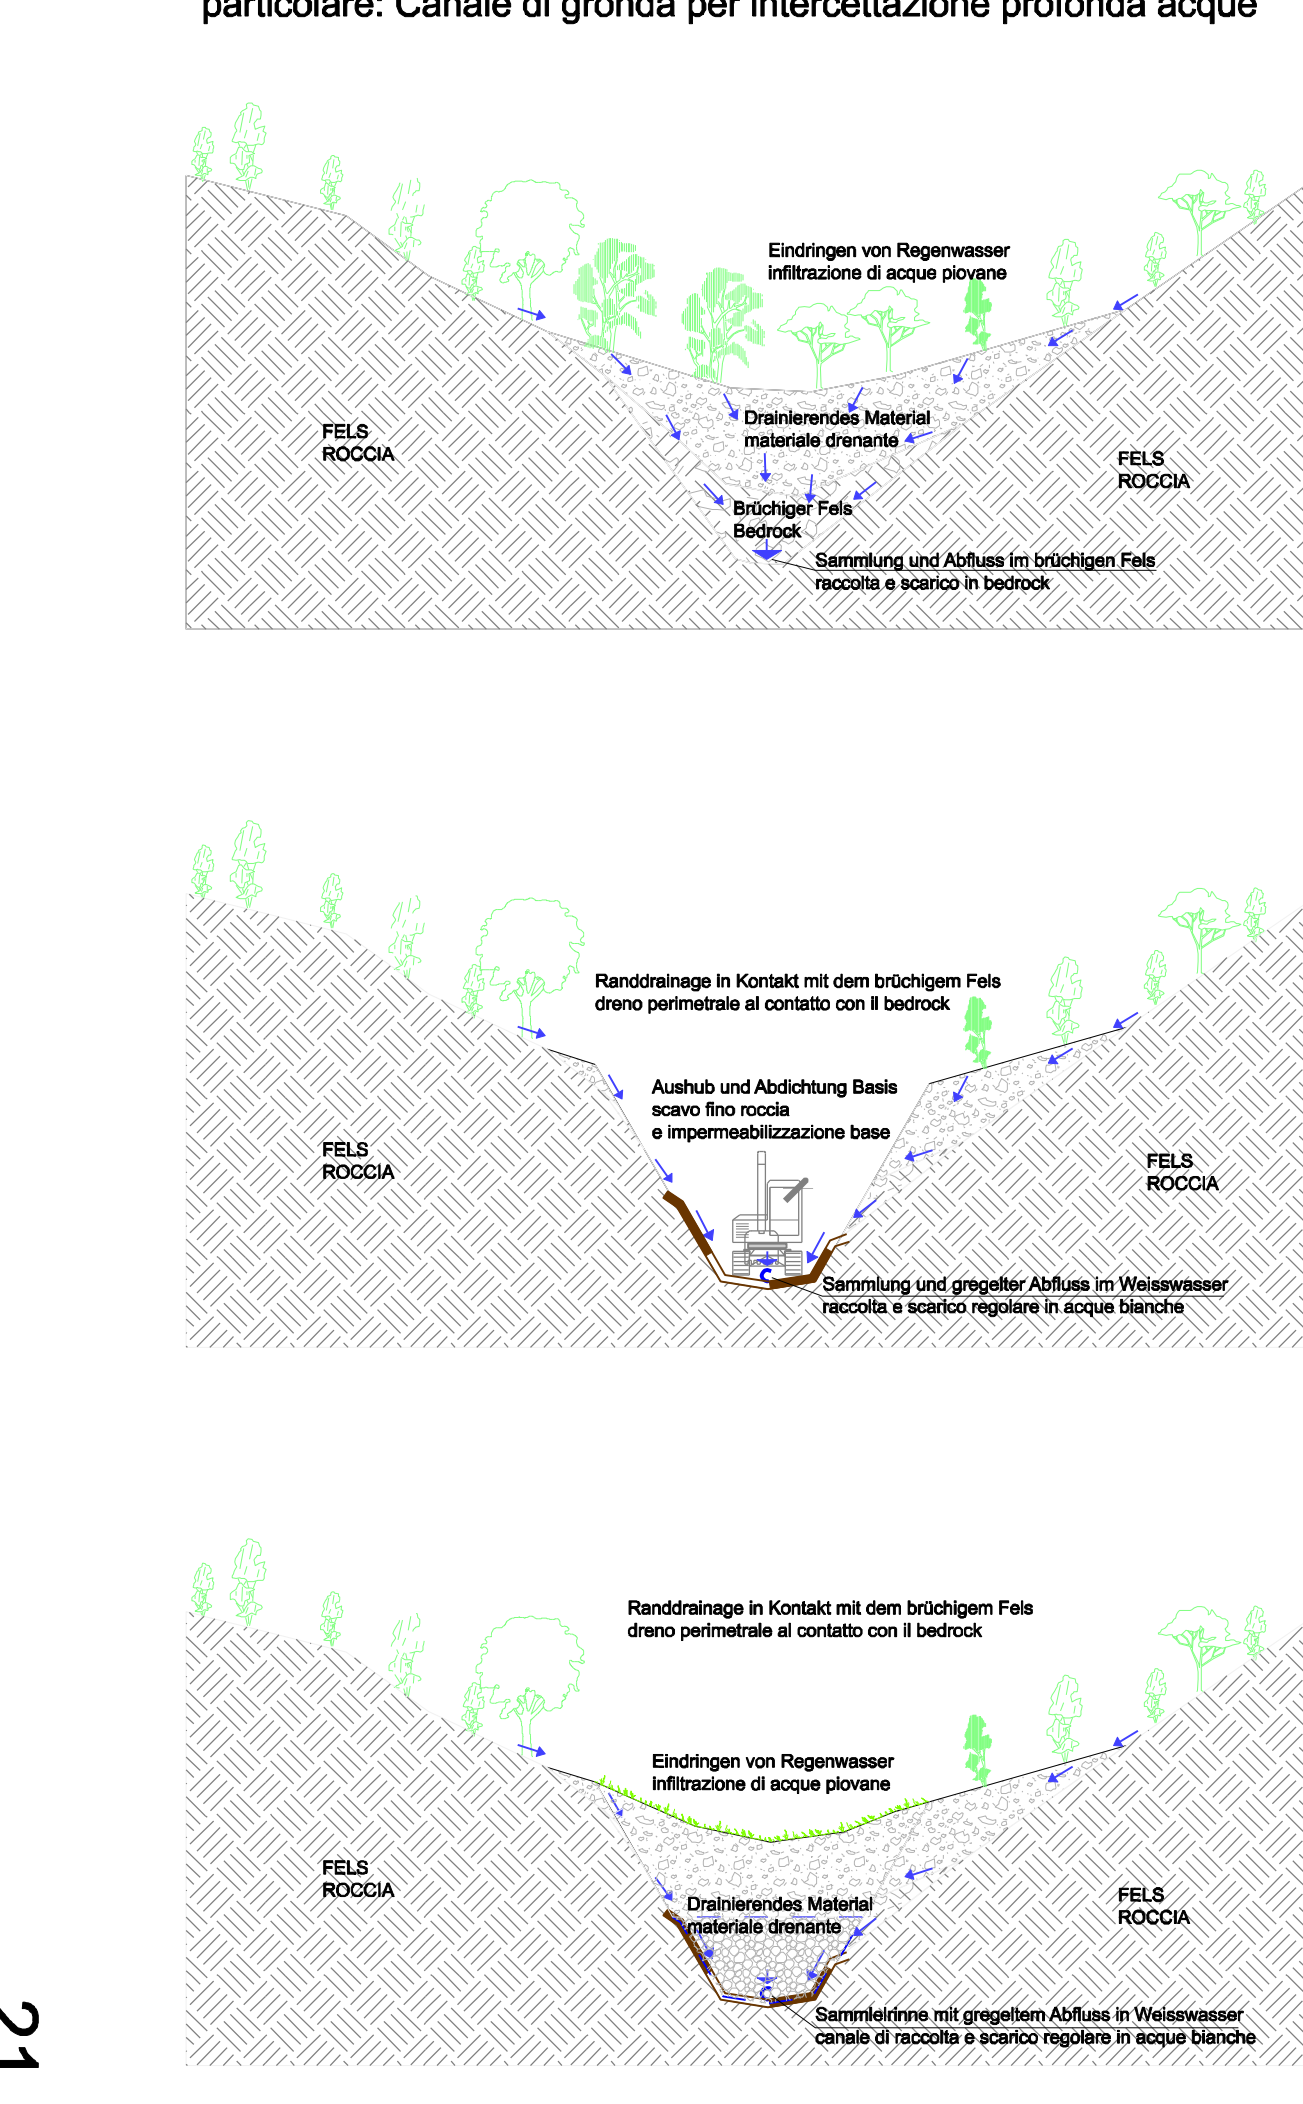 particolare: Canale di gronda per intercettazione profonda acque
Eindringen von Regenwasser
infiltrazione di acque piovane
Drainierendes Material
materiale drenante
FELS
ROCCIA
FELS
ROCCIA
Brüchiger Fels
Bedrock
Sammlung und Abfluss im brüchigen Fels
raccolta e scarico in bedrock
Randdrainage in Kontakt mit dem brüchigem Fels
dreno perimetrale al contatto con il bedrock
Aushub und Abdichtung Basis
scavo fino roccia
e impermeabilizzazione base
FELS
ROCCIA
FELS
ROCCIA
Sammlung und gregelter Abfluss im Weisswasser
raccolta e scarico regolare in acque bianche
Randdrainage in Kontakt mit dem brüchigem Fels
dreno perimetrale al contatto con il bedrock
Eindringen von Regenwasser
infiltrazione di acque piovane
FELS
ROCCIA
FELS
ROCCIA
Drainierendes Material
materiale drenante
Sammlelrinne mit gregeltem Abfluss in Weisswasser
canale di raccolta e scarico regolare in acque bianche
21